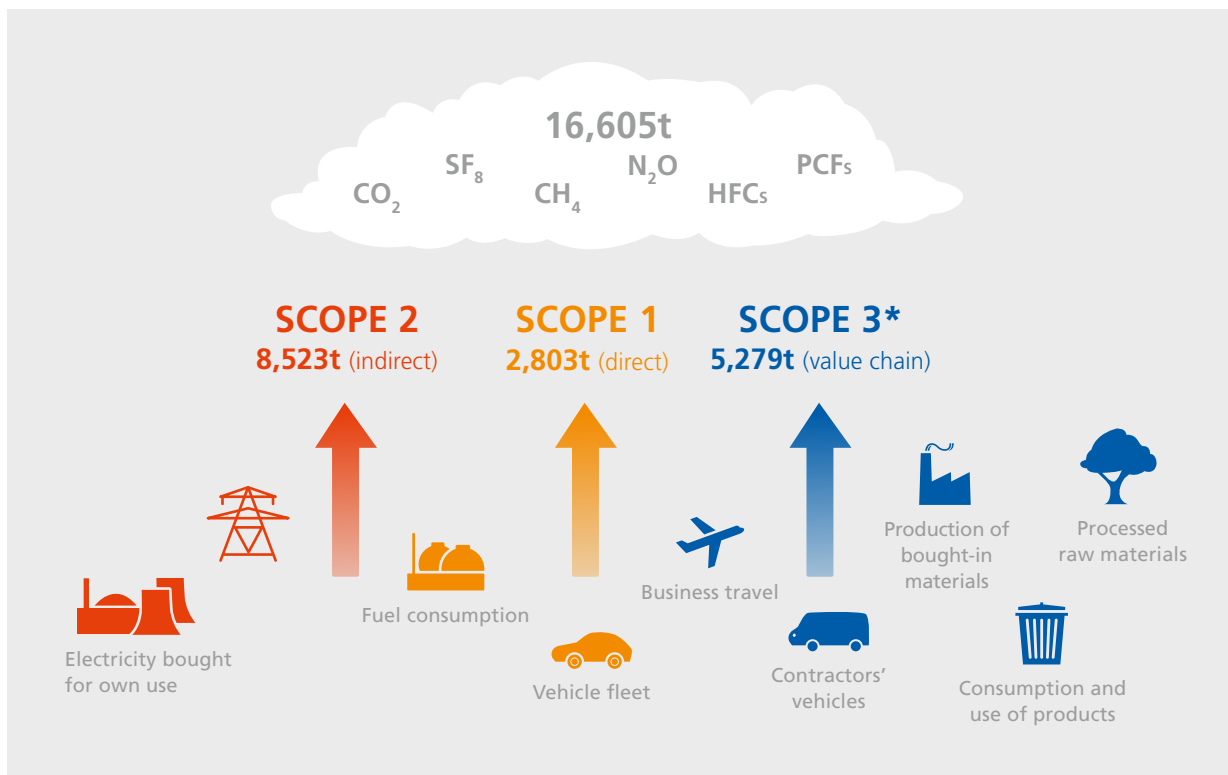 16,605t
CO₂ SF₈ CH₄ N₂O HFCs PCFs
SCOPE 2
8,523t (indirect)
SCOPE 1
2,803t (direct)
SCOPE 3*
5,279t (value chain)
Electricity bought
for own use
Fuel consumption
Vehicle fleet
Business travel
Contractors'
vehicles
Production of
bought-in
materials
Processed
raw materials
Consumption and
use of products